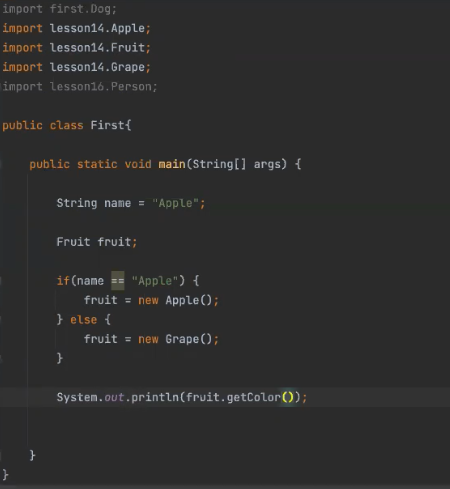 import first.Dog;
import lesson14.Apple;
import lesson14.Fruit;
import lesson14.Grape;
import lesson16.Person;
public class First{
public static void main(String[] args) {
String name = "Apple";
Fruit fruit;
if(name == "Apple") {
fruit = new Apple();
} else {
fruit = new Grape();
}
System.out.println(fruit.getColor());
}
}